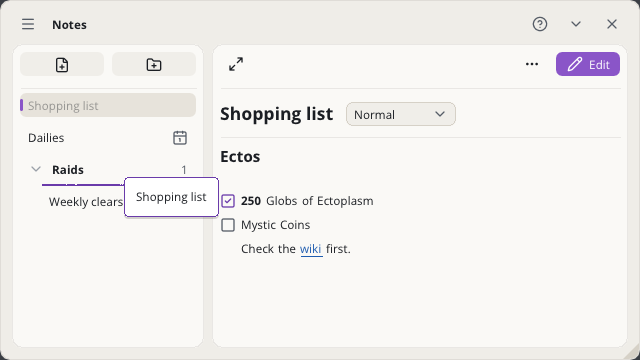 Notes
Edit
Shopping list
Dailies
Raids 1
Weekly clears
Shopping list
Shopping list Normal
Ectos
250 Globs of Ectoplasm
Mystic Coins
Check the wiki first.